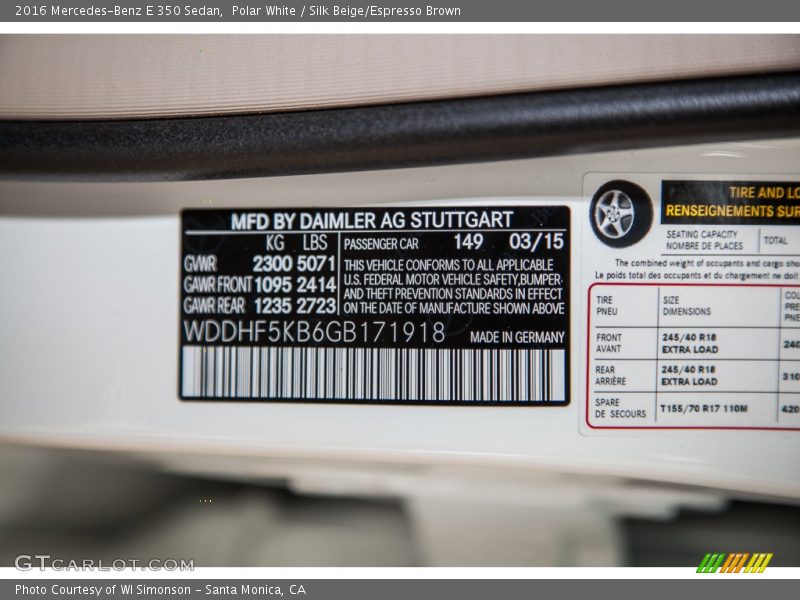 2016 Mercedes-Benz E 350 Sedan, Polar White / Silk Beige/Espresso Brown
MFD BY DAIMLER AG STUTTGART
KG LBS
GVWR 2300 5071
GAWR FRONT 1095 2414
GAWR REAR 1235 2723
PASSENGER CAR 149 03/15
THIS VEHICLE CONFORMS TO ALL APPLICABLE
U.S. FEDERAL MOTOR VEHICLE SAFETY,BUMPER-
AND THEFT PREVENTION STANDARDS IN EFFECT
ON THE DATE OF MANUFACTURE SHOWN ABOVE
WDDHF5KB6GB171918 MADE IN GERMANY
TIRE AND LO
RENSEIGNEMENTS SUR
SEATING CAPACITY
NOMBRE DE PLACES
TOTAL
The combined weight of occupants and cargo sho
Le poids total des occupants et du chargement ne doit
TIRE
PNEU
SIZE
DIMENSIONS
COL
PRE
PNE
FRONT
AVANT
245/40 R18
EXTRA LOAD
240
REAR
ARRIÈRE
245/40 R18
EXTRA LOAD
310
SPARE
DE SECOURS
T155/70 R17 110M
420
GTCARLOT.COM
Photo Courtesy of WI Simonson - Santa Monica, CA